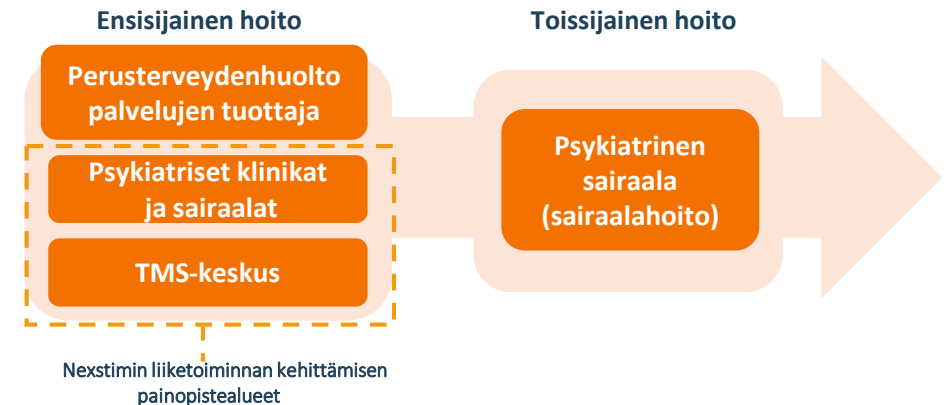 Ensisijainen hoito
Perusterveydenhuolto
palvelujen tuottaja
Psykiatriset klinikat
ja sairaalat
TMS-keskus
Nexstimin liiketoiminnan kehittämisen
painopistealueet
Toissijainen hoito
Psykiatrinen
sairaala
(sairaalahoito)